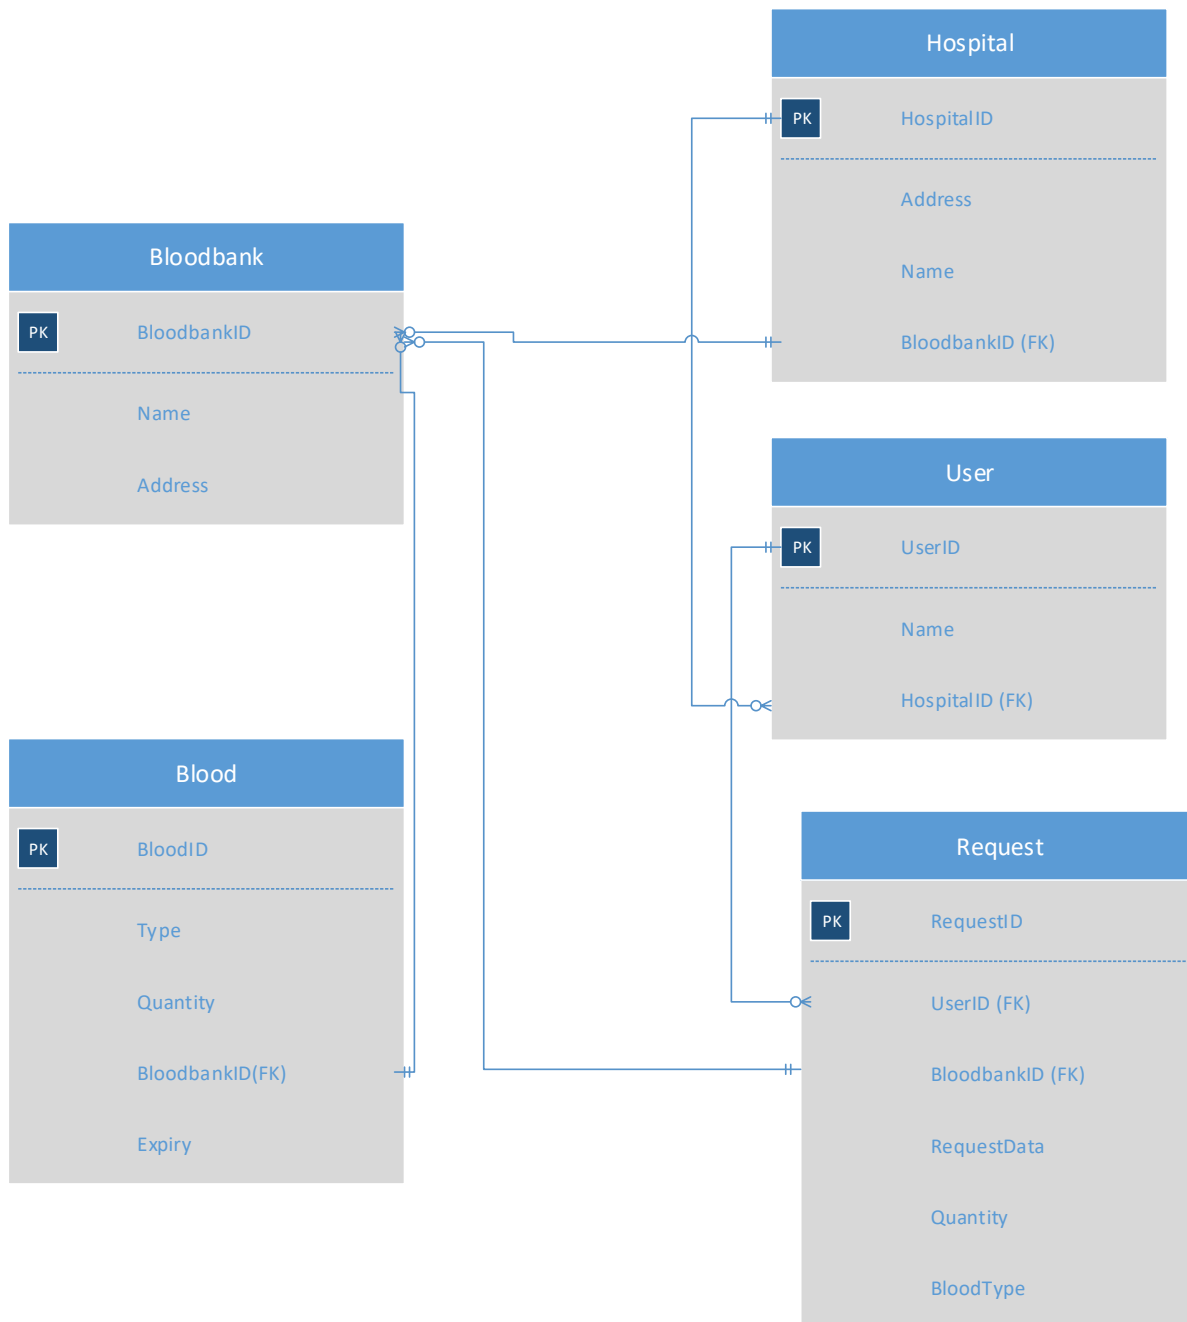 Hospital
PK HospitalID
Address
Name
BloodbankID (FK)
Bloodbank
PK BloodbankID
Name
Address
User
PK UserID
Name
HospitalID (FK)
Blood
PK BloodID
Type
Quantity
BloodbankID(FK)
Expiry
Request
PK RequestID
UserID (FK)
BloodbankID (FK)
RequestData
Quantity
BloodType